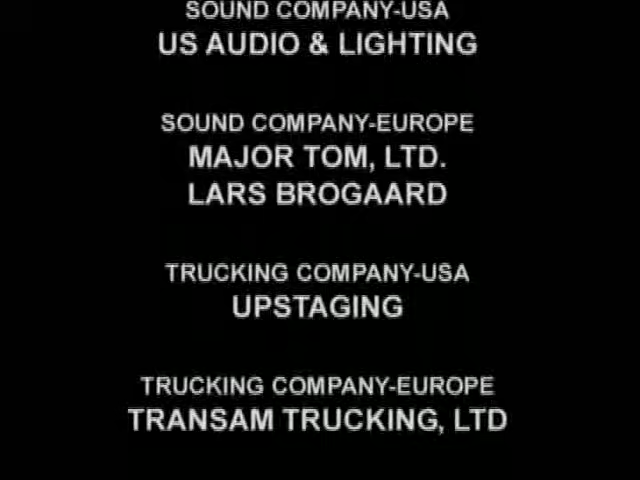 SOUND COMPANY-USA
US AUDIO & LIGHTING
SOUND COMPANY-EUROPE
MAJOR TOM, LTD.
LARS BROGAARD
TRUCKING COMPANY-USA
UPSTAGING
TRUCKING COMPANY-EUROPE
TRANSAM TRUCKING, LTD